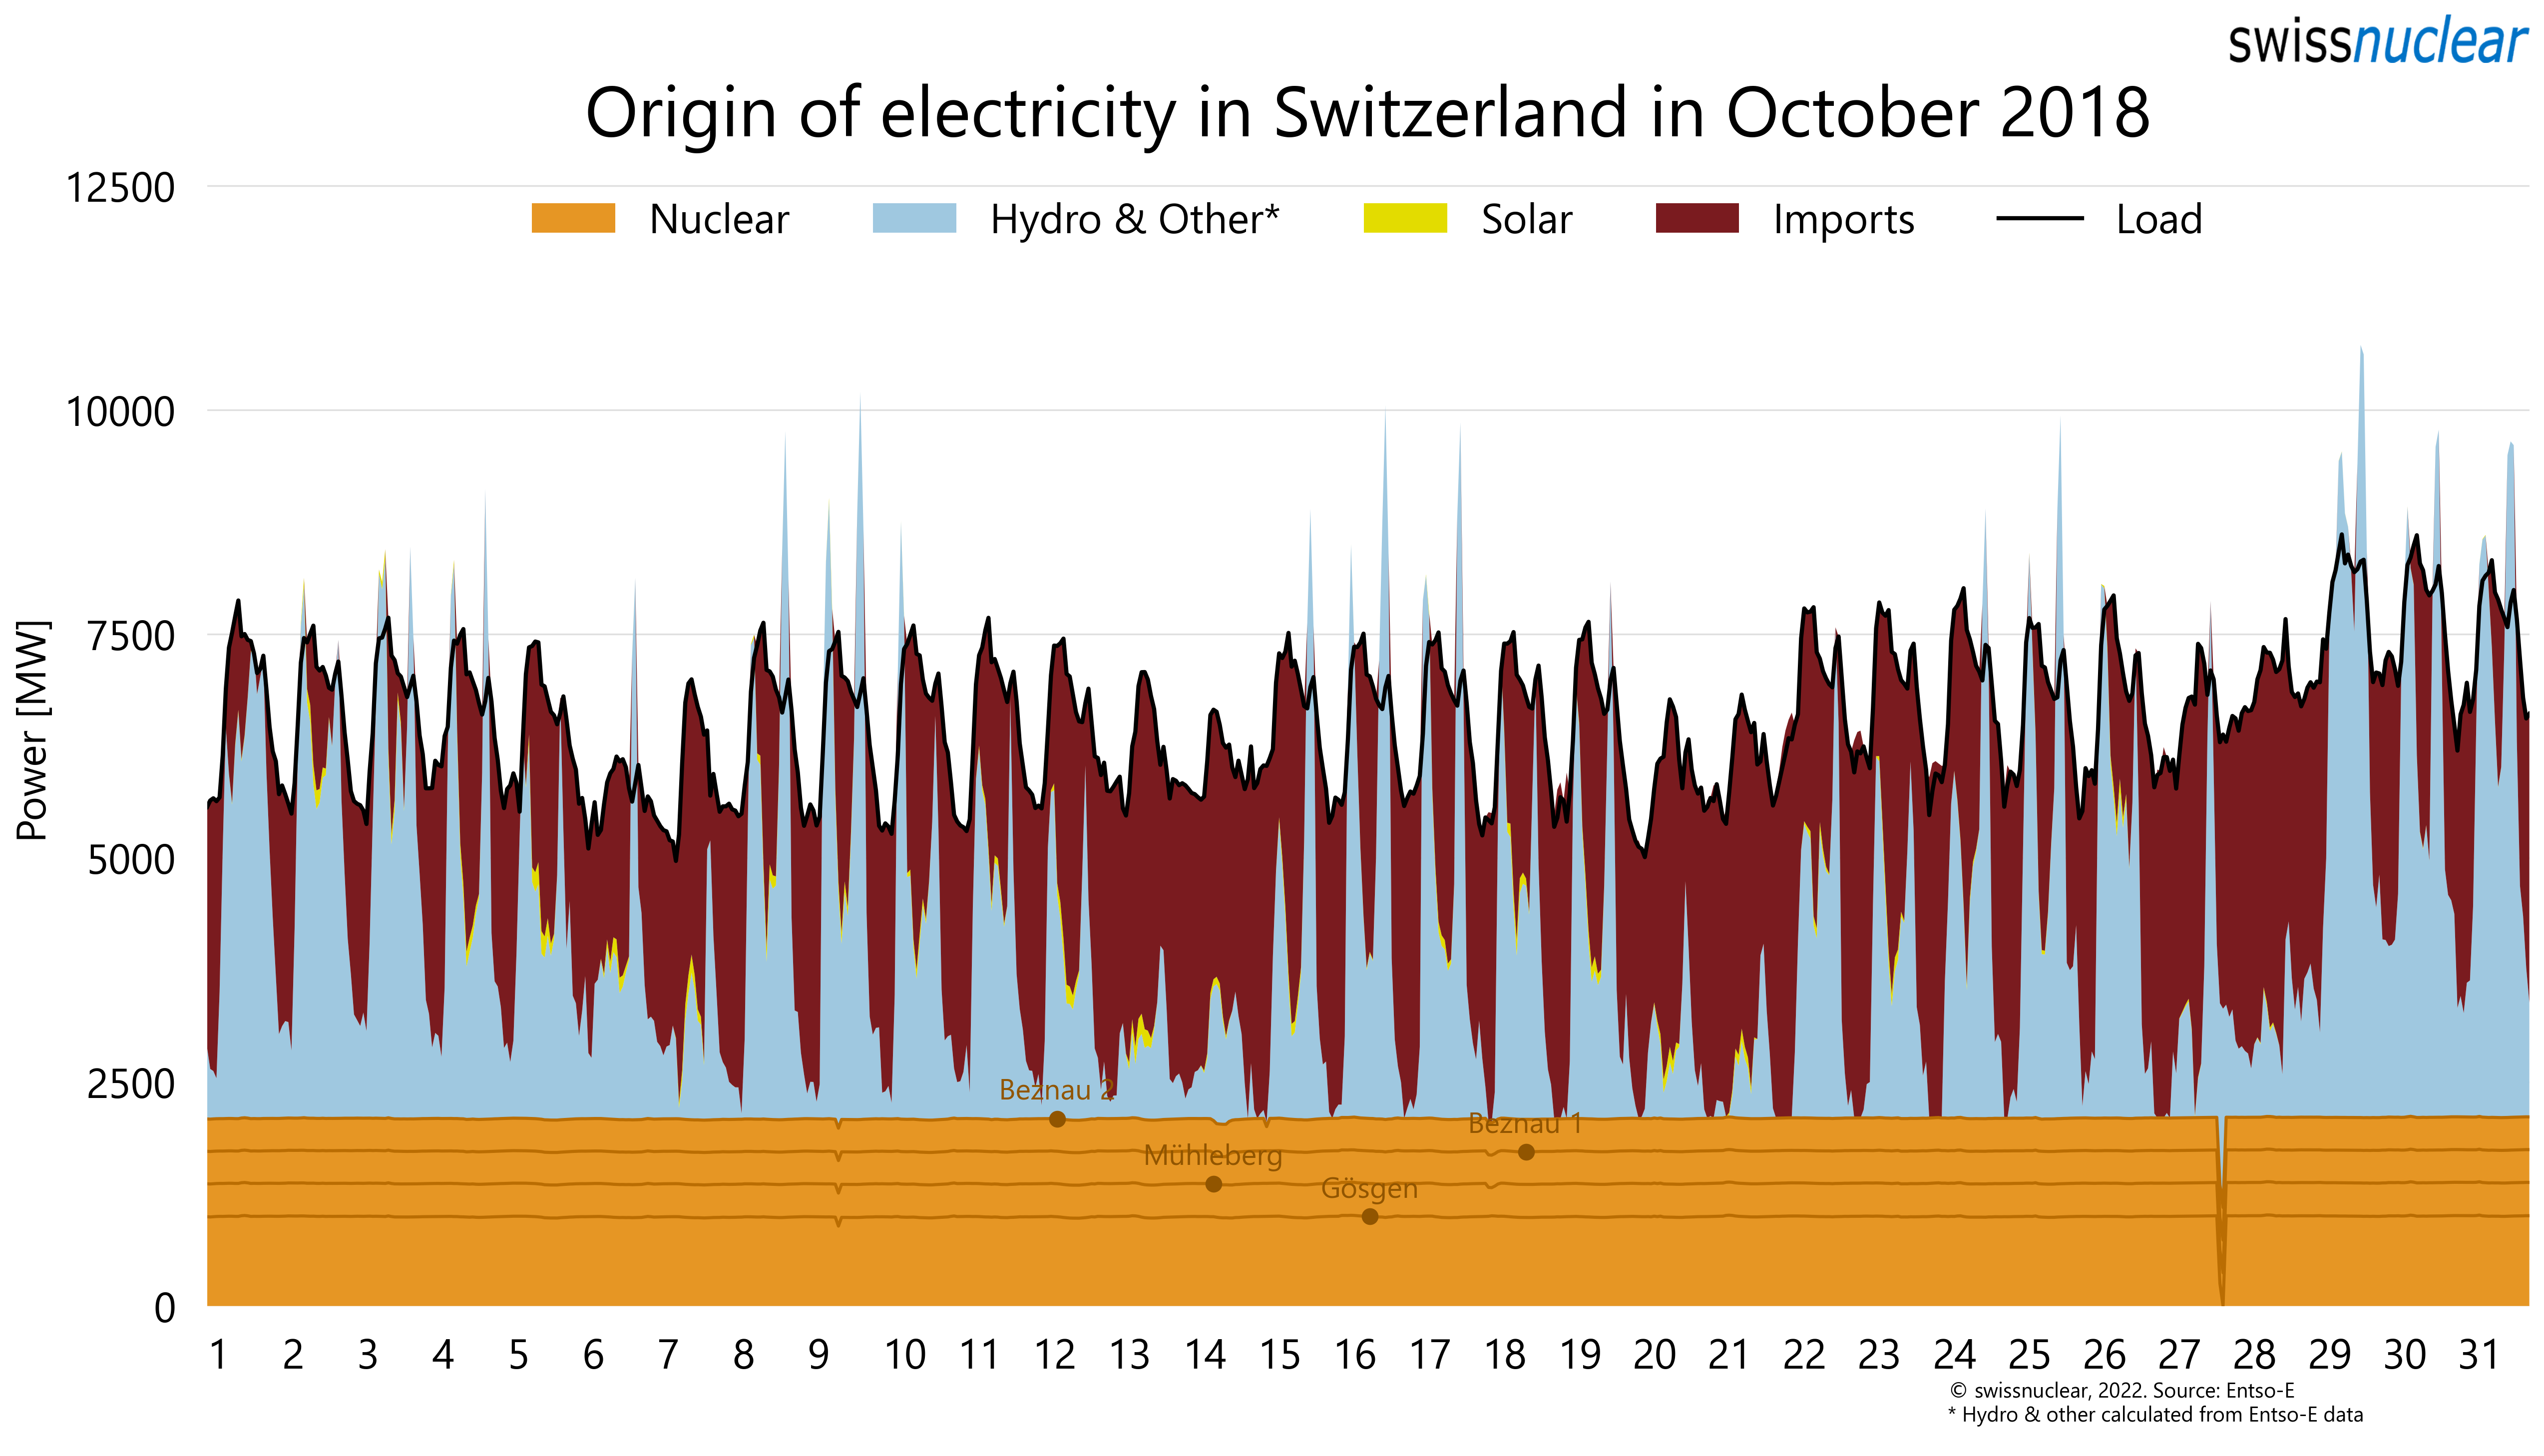 swissnuclear
Origin of electricity in Switzerland in October 2018
12500
Nuclear Hydro & Other* Solar Imports Load
10000
7500
Power [MW]
5000
2500
Beznau 2
Beznau 1
Mühleberg
Gösgen
0
1 2 3 4 5 6 7 8 9 10 11 12 13 14 15 16 17 18 19 20 21 22 23 24 25 26 27 28 29 30 31
© swissnuclear, 2022. Source: Entso-E
* Hydro & other calculated from Entso-E data